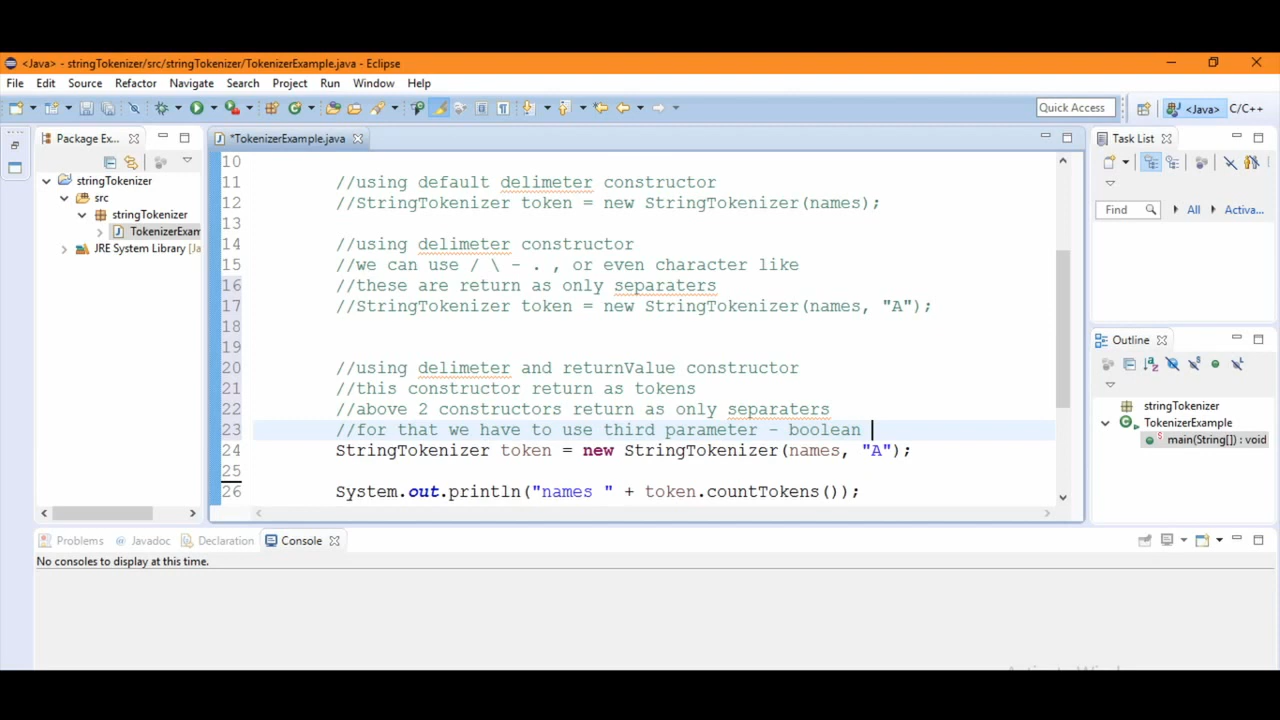 <Java> - stringTokenizer/src/stringTokenizer/TokenizerExample.java - Eclipse
File Edit Source Refactor Navigate Search Project Run Window Help
Quick Access <Java> C/C++
Package Ex...
*TokenizerExample.java
Task List
stringTokenizer
src
stringTokenizer
TokenizerExam
JRE System Library [Ja
10
11 //using default delimeter constructor
12 //StringTokenizer token = new StringTokenizer(names);
13
14 //using delimeter constructor
15 //we can use / \ - . , or even character like
16 //these are return as only separaters
17 //StringTokenizer token = new StringTokenizer(names, "A");
18
19
20 //using delimeter and returnValue constructor
21 //this constructor return as tokens
22 //above 2 constructors return as only separaters
23 //for that we have to use third parameter - boolean
24 StringTokenizer token = new StringTokenizer(names, "A");
25
26 System.out.println("names " + token.countTokens());
Find All Activa...
Outline
stringTokenizer
TokenizerExample
main(String[]) : void
Problems Javadoc Declaration Console
No consoles to display at this time.